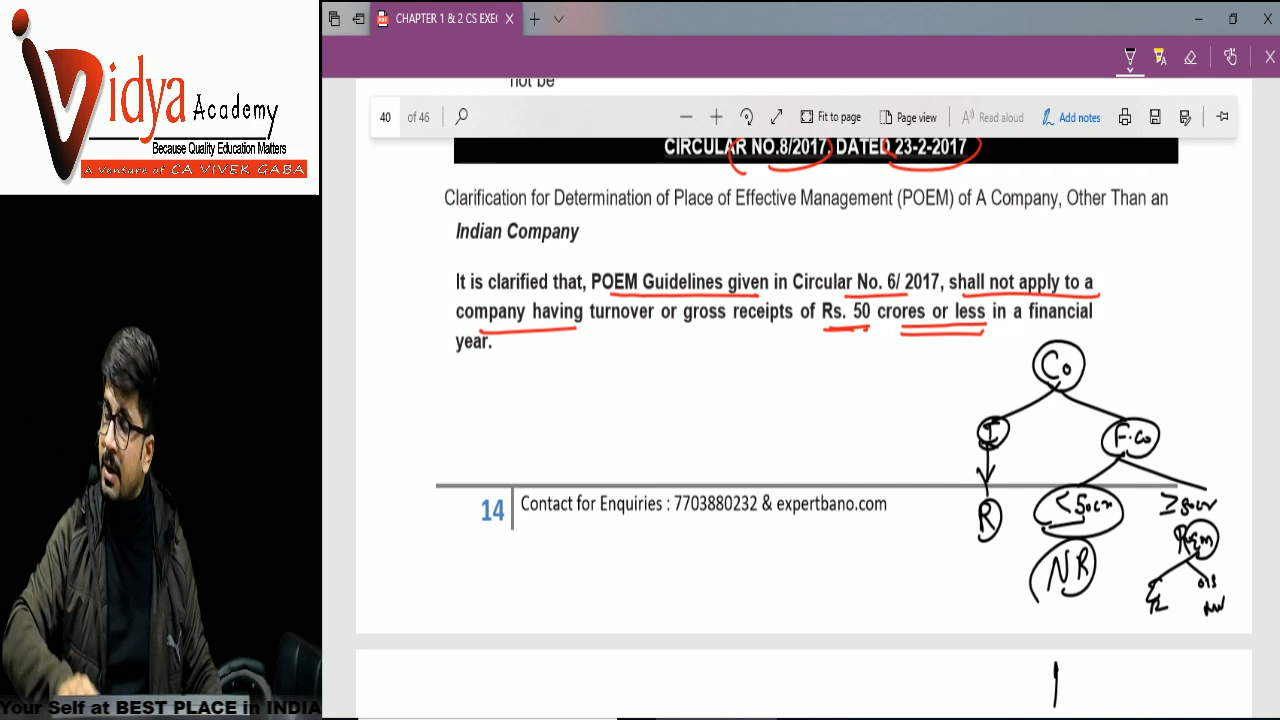 CHAPTER 1 & 2 CS EXEC
Vidya Academy
Because Quality Education Matters
A Venture of CA VIVEK GABA
not be
40 of 46
Fit to page
Page view
Read aloud
Add notes
CIRCULAR NO.8/2017, DATED 23-2-2017
Clarification for Determination of Place of Effective Management (POEM) of A Company, Other Than an
Indian Company
It is clarified that, POEM Guidelines given in Circular No. 6/ 2017, shall not apply to a
company having turnover or gross receipts of Rs. 50 crores or less in a financial
year.
Co
I F.Co
14 Contact for Enquiries : 7703880232 & expertbano.com
R <50cr ≥50cr
NR
Your Self at BEST PLACE in INDIA